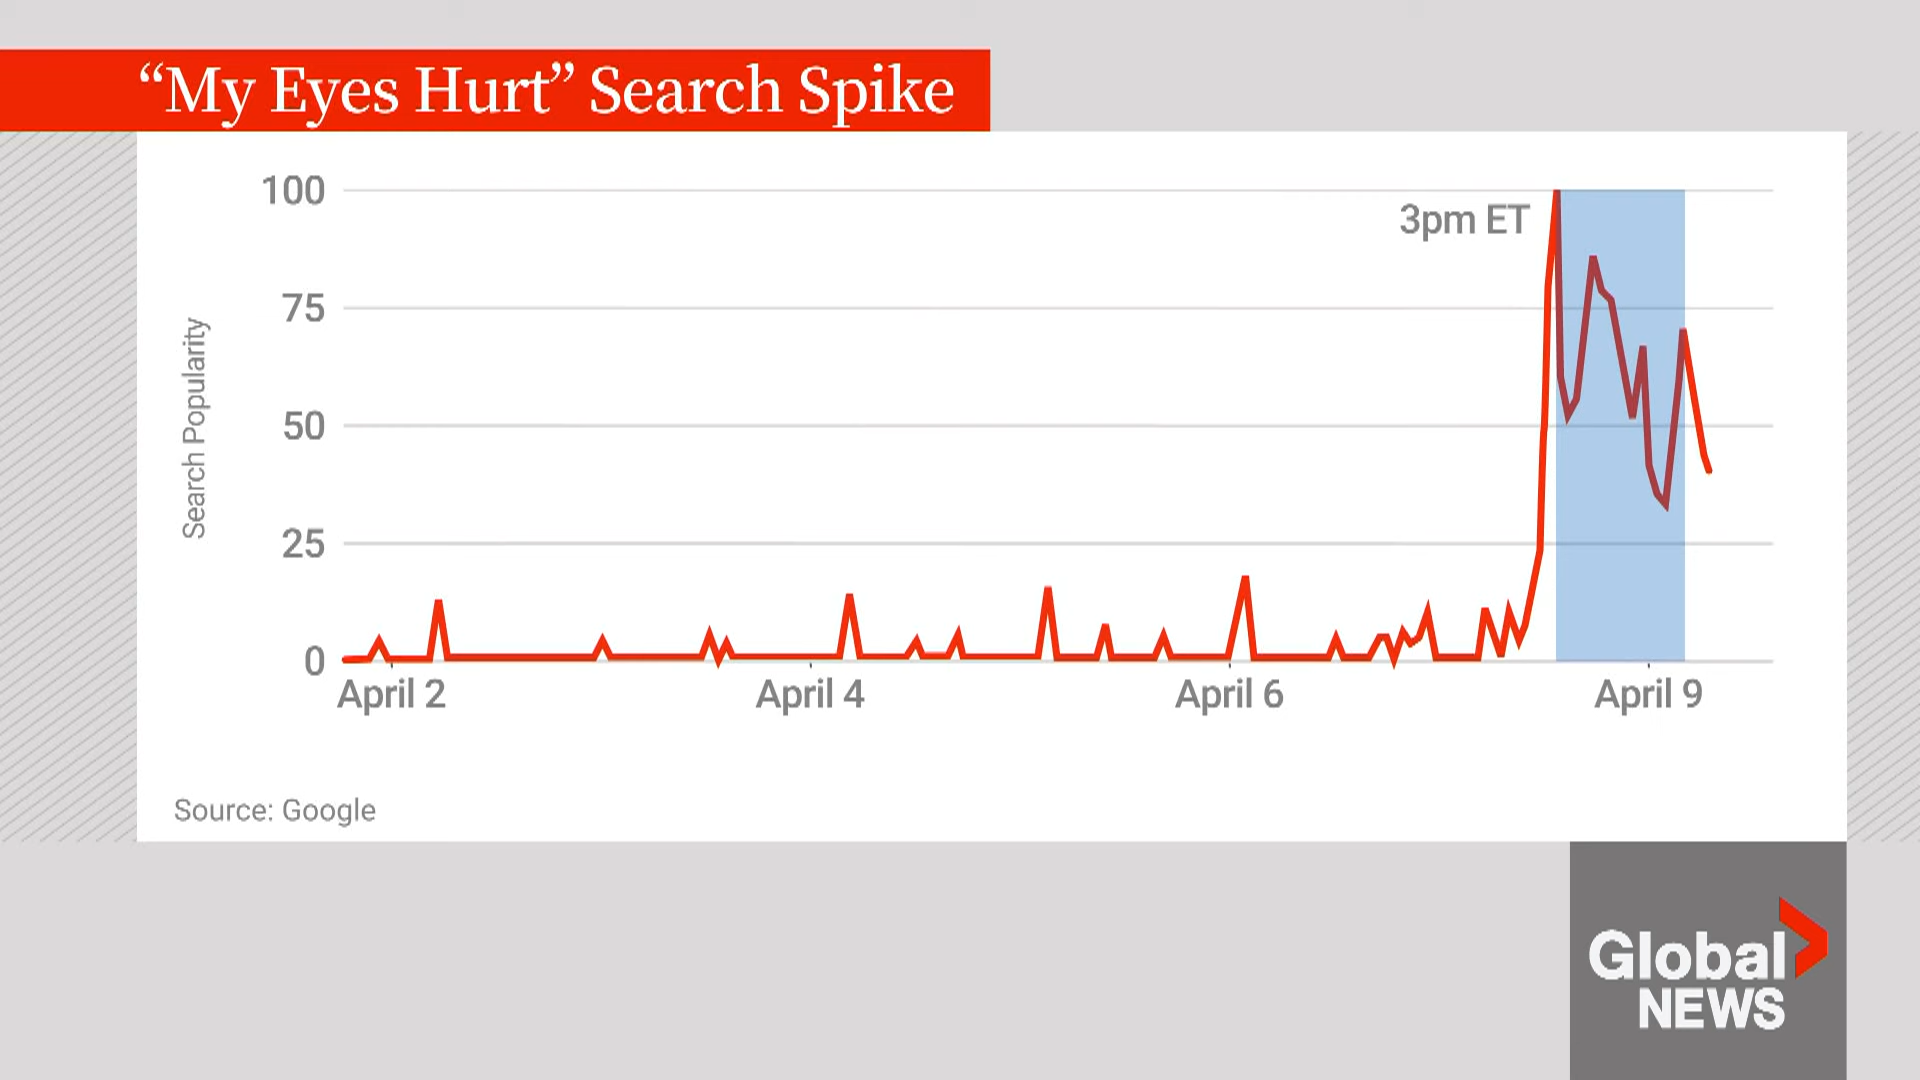 “My Eyes Hurt” Search Spike
100
3pm ET
75
Search Popularity
50
25
0
April 2
April 4
April 6
April 9
Source: Google
Global
NEWS